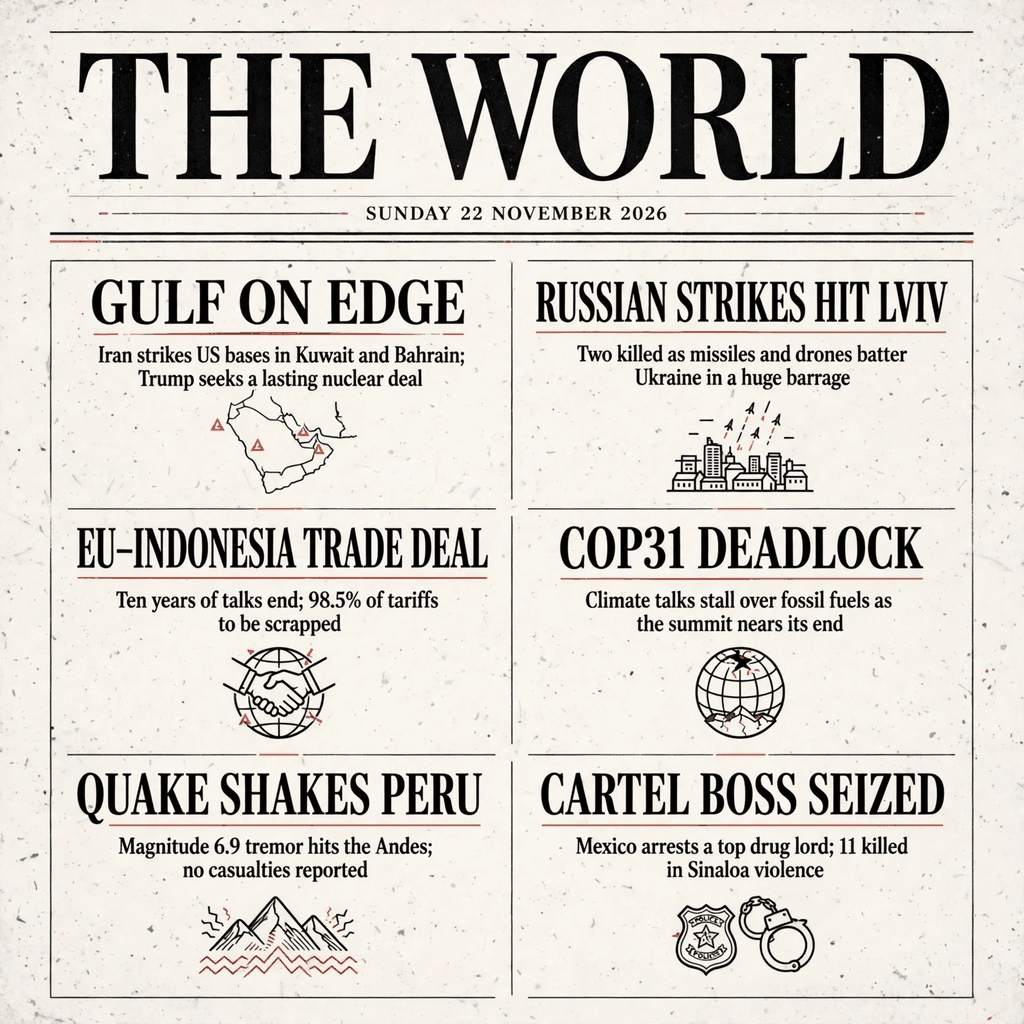 THE WORLD
SUNDAY 22 NOVEMBER 2026
GULF ON EDGE
Iran strikes US bases in Kuwait and Bahrain;
Trump seeks a lasting nuclear deal
RUSSIAN STRIKES HIT LVIV
Two killed as missiles and drones batter
Ukraine in a huge barrage
EU–INDONESIA TRADE DEAL
Ten years of talks end; 98.5% of tariffs
to be scrapped
COP31 DEADLOCK
Climate talks stall over fossil fuels as
the summit nears its end
QUAKE SHAKES PERU
Magnitude 6.9 tremor hits the Andes;
no casualties reported
CARTEL BOSS SEIZED
Mexico arrests a top drug lord; 11 killed
in Sinaloa violence
POLICE